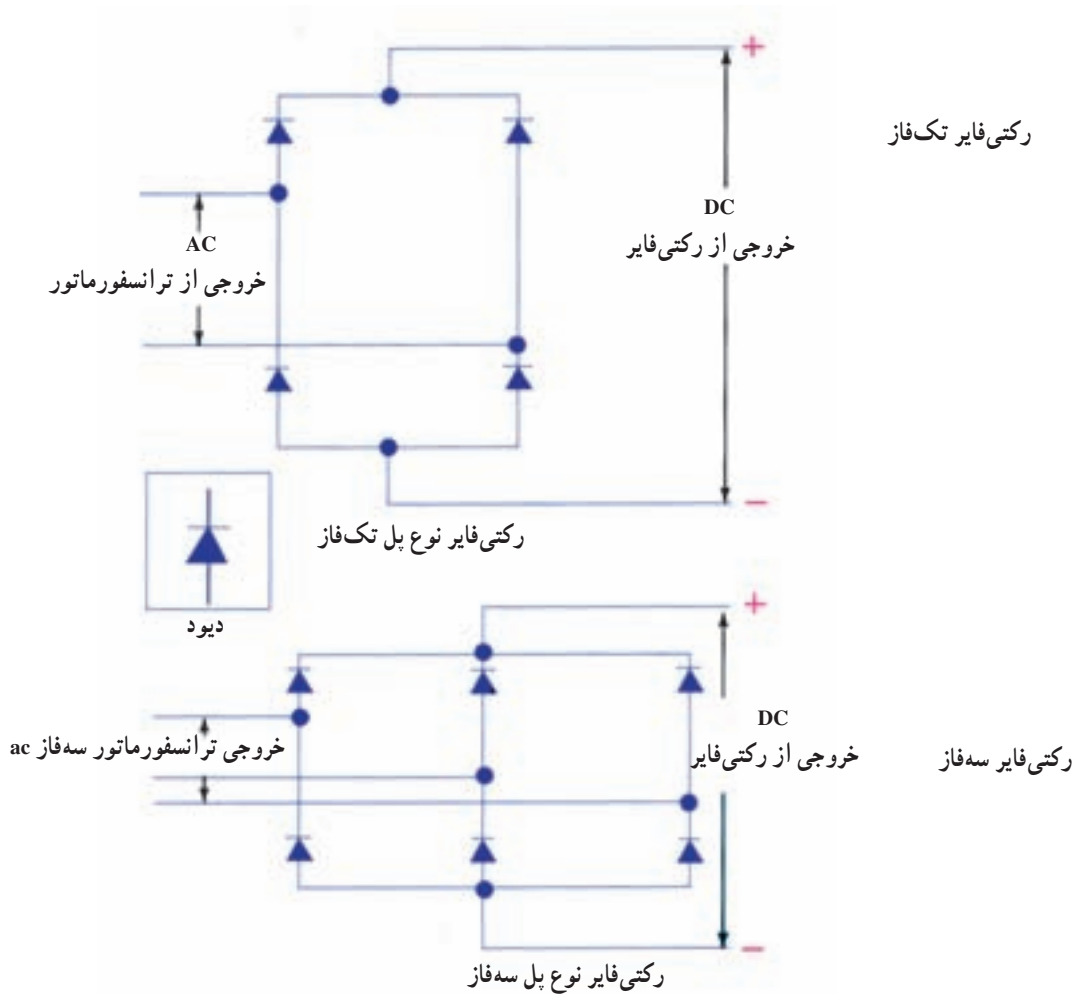 +
رکتی‌فایر تک‌فاز
DC
خروجی از رکتی‌فایر
AC
خروجی از ترانسفورماتور
−
رکتی‌فایر نوع پل تک‌فاز
دیود
+
DC
خروجی از رکتی‌فایر
خروجی ترانسفورماتور سه‌فاز ac
رکتی‌فایر سه‌فاز
−
رکتی‌فایر نوع پل سه‌فاز